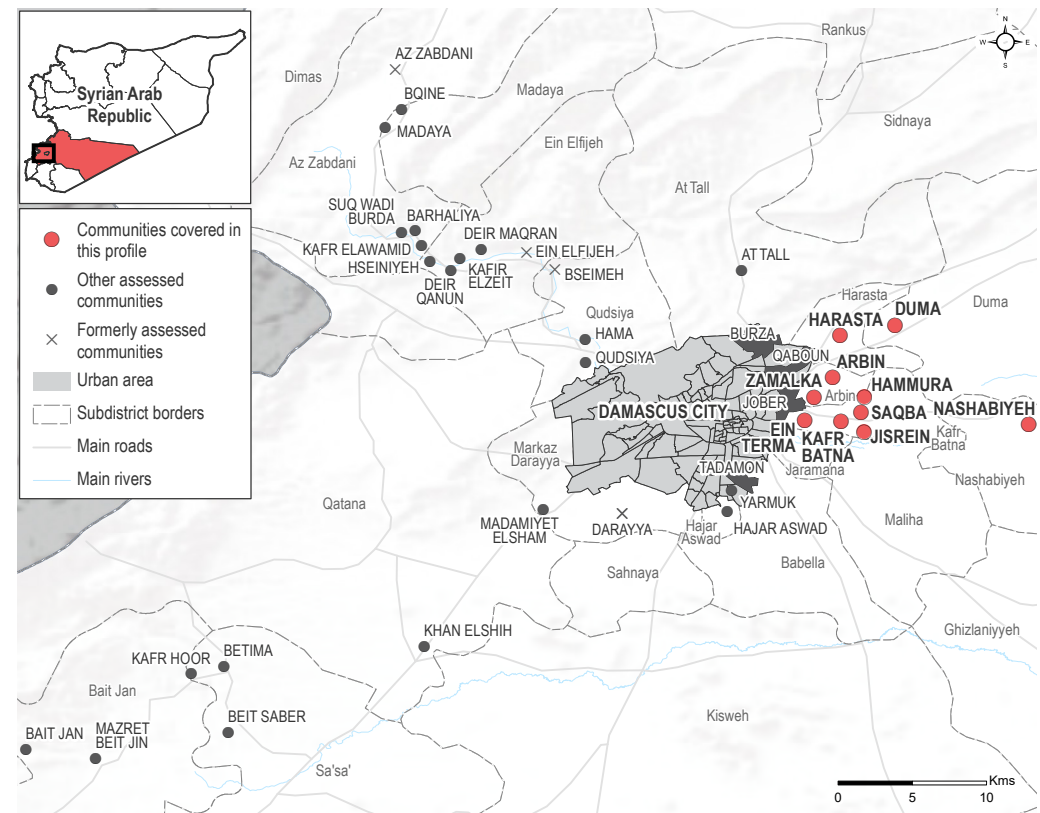 Syrian Arab
Republic
Communities covered in
this profile
Other assessed
communities
Formerly assessed
communities
Urban area
Subdistrict borders
Main roads
Main rivers
N
W
E
S
Rankus
AZ ZABDANI
Dimas
BQINE
Madaya
MADAYA
Sidnaya
Ein Elfijeh
Az Zabdani
At Tall
SUQ WADI
BURDA
BARHALIYA
DEIR MAQRAN
KAFR ELAWAMID
EIN ELFIJEH
HSEINIYEH
KAFIR
ELZEIT
BSEIMEH
DEIR
QANUN
AT TALL
Harasta
Duma
DUMA
Qudsiya
HARASTA
HAMA
BURZA
QABOUN
ARBIN
QUDSIYA
ZAMALKA
HAMMURA
Arbin
JOBER
DAMASCUS CITY
SAQBA
NASHABIYEH
EIN
TERMA
KAFR
BATNA
JISREIN
Kafr
Batna
Markaz
Darayya
TADAMON
Jaramana
Nashabiyeh
Qatana
YARMUK
MADAMIYET
ELSHAM
DARAYYA
Hajar
Aswad
HAJAR ASWAD
Maliha
Sahnaya
Babella
KHAN ELSHIH
Ghizlaniyyeh
KAFR HOOR
BETIMA
Bait Jan
BEIT SABER
Kisweh
BAIT JAN
MAZRET
BEIT JIN
Sa'sa'
Kms
0
5
10